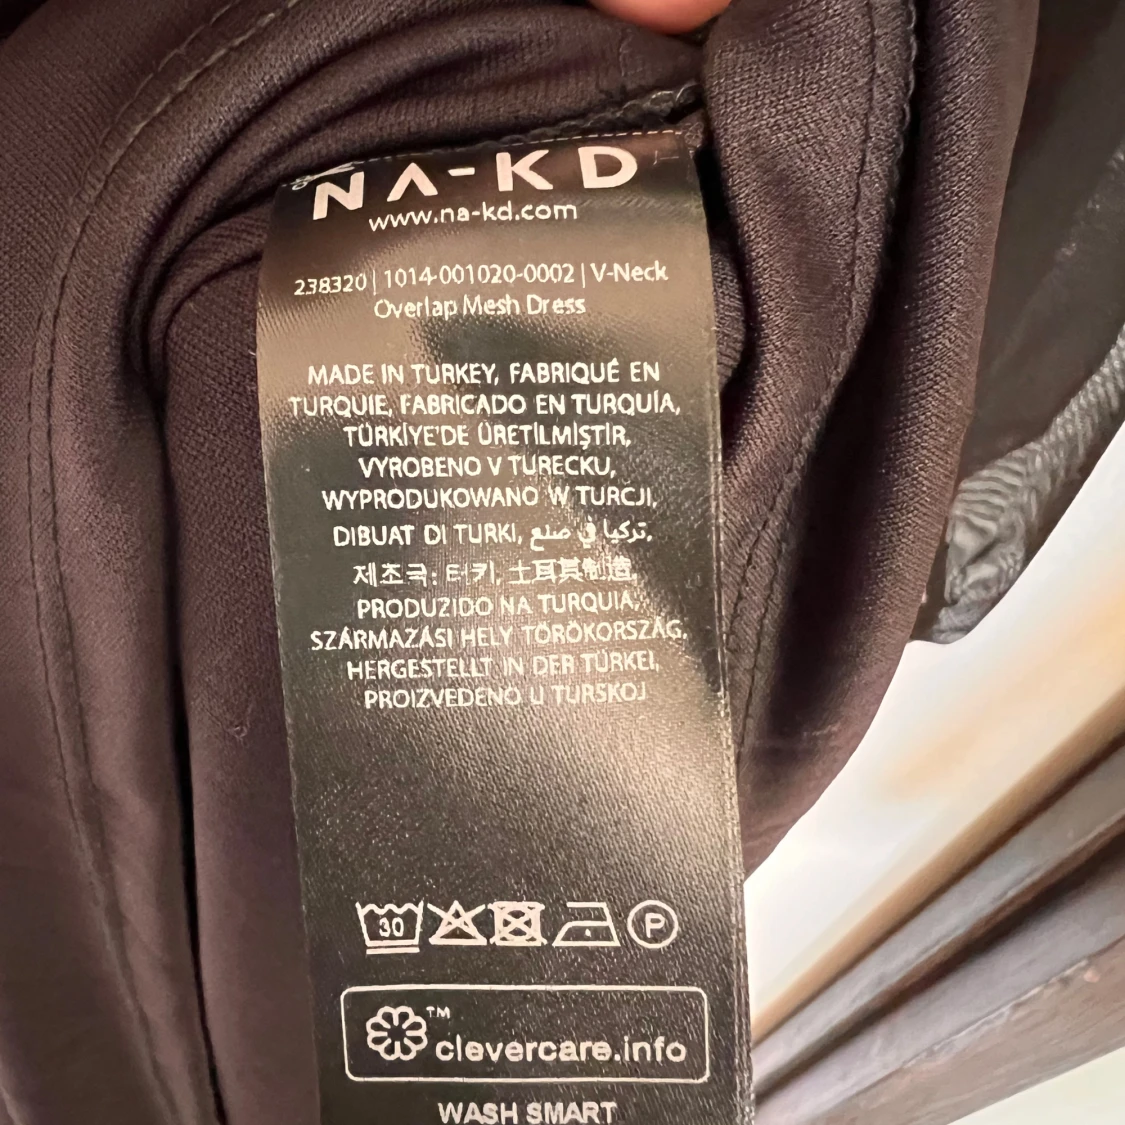 NA-KD
www.na-kd.com
238320 | 1014-001020-0002 | V-Neck
Overlap Mesh Dress
MADE IN TURKEY, FABRIQUÉ EN
TURQUIE, FABRICADO EN TURQUÍA,
TÜRKİYE'DE ÜRETİLMİŞTİR,
VYROBENO V TURECKU,
WYPRODUKOWANO W TURCJI,
DIBUAT DI TURKI, تركيا في صنع,
제조국: 터키, 土耳其制造,
PRODUZIDO NA TURQUIA,
SZÁRMAZÁSI HELY TÖRÖKORSZÁG,
HERGESTELLT IN DER TÜRKEI,
PROIZVEDENO U TURSKOJ
30 P
clevercare.info™
WASH SMART